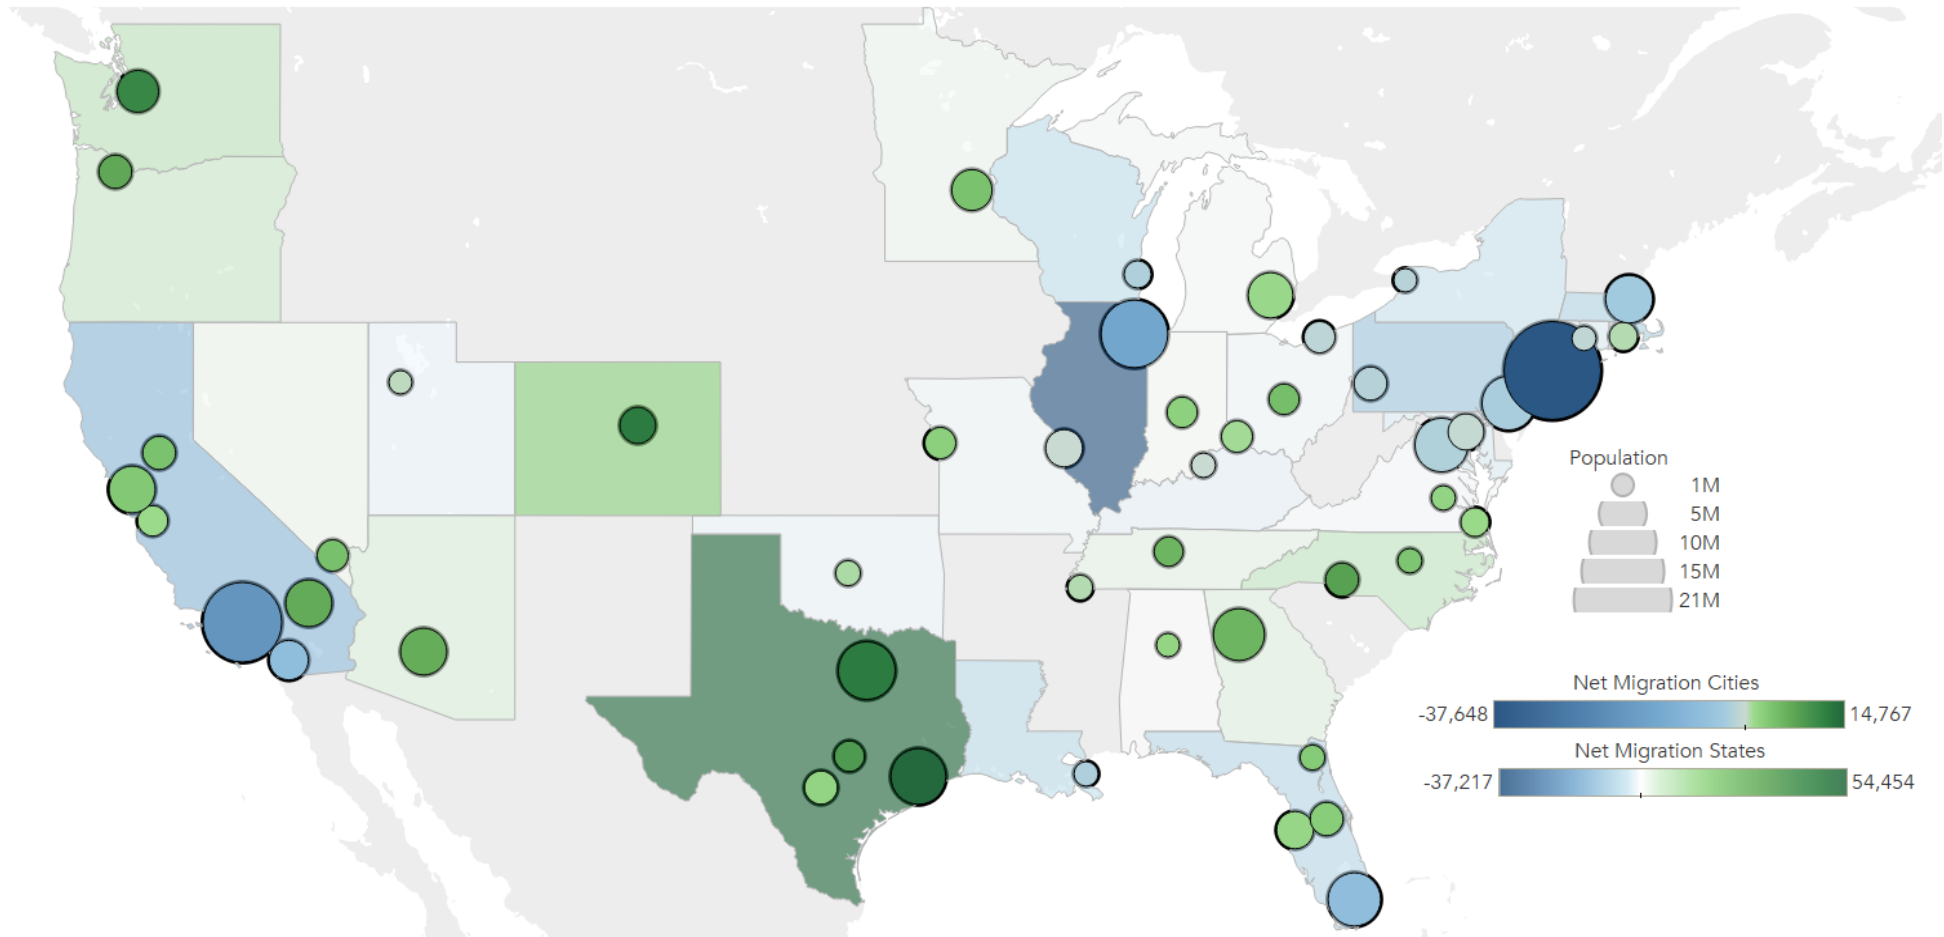 Population
1M
5M
10M
15M
21M
Net Migration Cities
-37,648 14,767
Net Migration States
-37,217 54,454